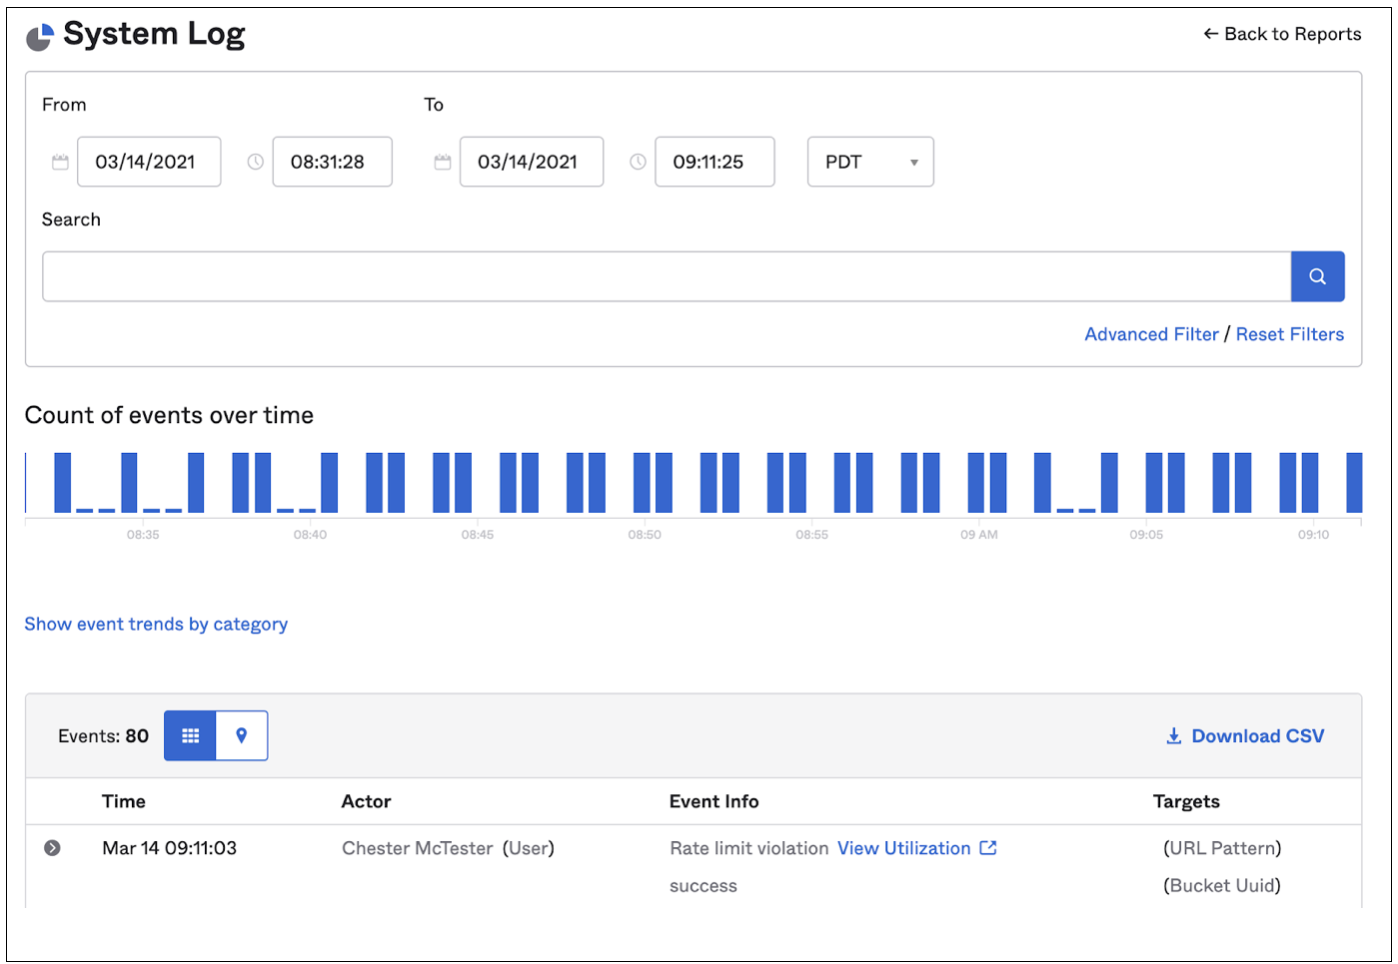 System Log
← Back to Reports
From To
03/14/2021 08:31:28 03/14/2021 09:11:25 PDT
Search
Advanced Filter / Reset Filters
Count of events over time
08:35 08:40 08:45 08:50 08:55 09 AM 09:05 09:10
Show event trends by category
Events: 80 Download CSV
Time Actor Event Info Targets
Mar 14 09:11:03 Chester McTester (User) Rate limit violation View Utilization (URL Pattern)
success (Bucket Uuid)